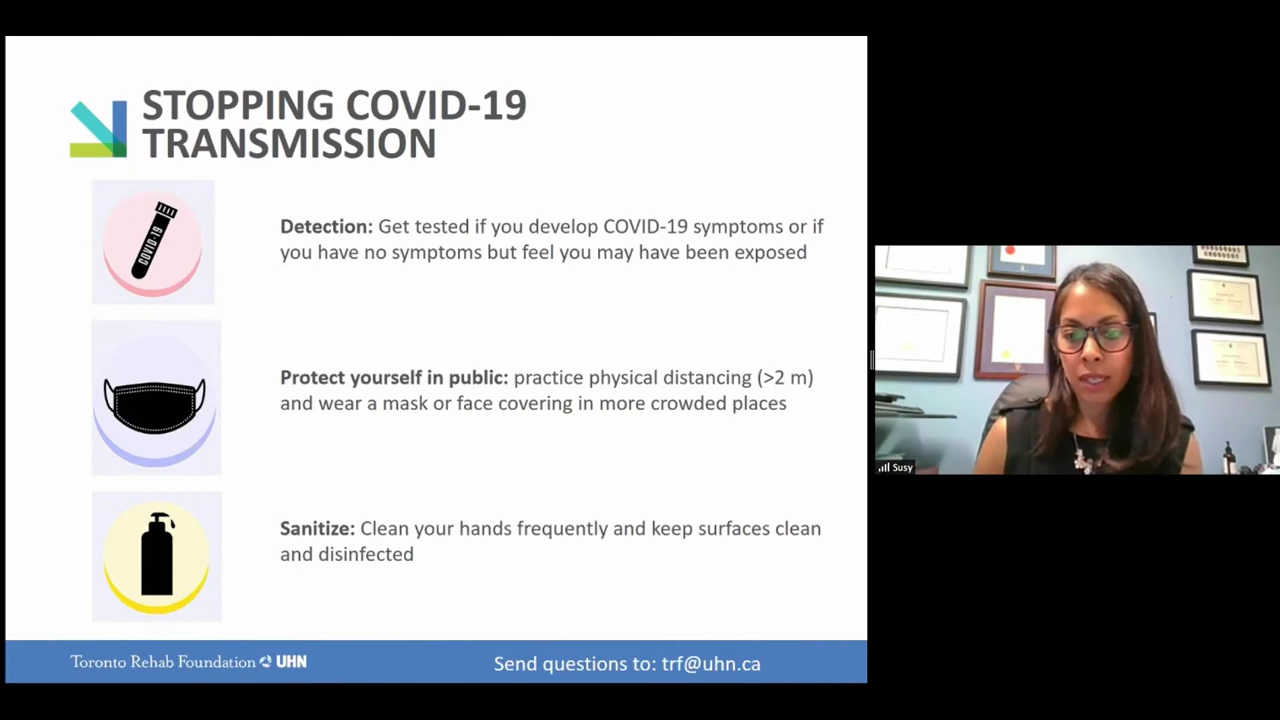 STOPPING COVID-19
TRANSMISSION
COVID-19
Detection: Get tested if you develop COVID-19 symptoms or if
you have no symptoms but feel you may have been exposed
Protect yourself in public: practice physical distancing (>2 m)
and wear a mask or face covering in more crowded places
Sanitize: Clean your hands frequently and keep surfaces clean
and disinfected
Toronto Rehab Foundation UHN
Send questions to: trf@uhn.ca
Susy